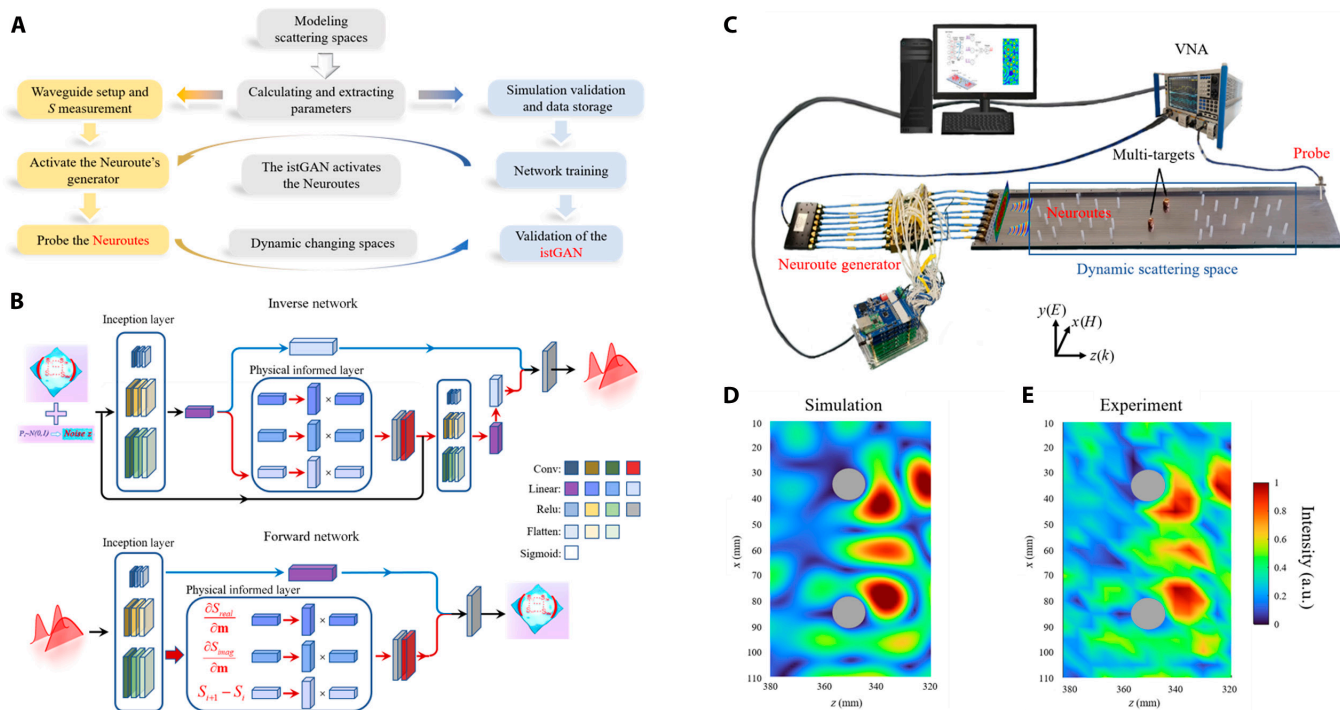 A
Modeling
scattering spaces
Waveguide setup and
S measurement
Calculating and extracting
parameters
Simulation validation
and data storage
Activate the Neuroute's
generator
The istGAN activates
the Neuroutes
Network training
Probe the Neuroutes
Dynamic changing spaces
Validation of the
istGAN
B
Inverse network
Inception layer
Physical informed layer
Pz~N(0,I) Noise z
Conv:
Linear:
Relu:
Flatten:
Sigmoid:
Forward network
Inception layer
Physical informed layer
∂S_real
∂m
∂S_imag
∂m
S_{i+1} − S_i
C
VNA
Multi-targets
Probe
Neuroutes
Neuroute generator
Dynamic scattering space
y(E)
x(H)
z(k)
D
Simulation
10
20
30
40
50
60
70
80
90
100
110
x (mm)
380
360
340
320
z (mm)
E
Experiment
10
20
30
40
50
60
70
80
90
100
110
x (mm)
380
360
340
320
z (mm)
1
0.8
0.6
0.4
0.2
0
Intensity (a.u.)